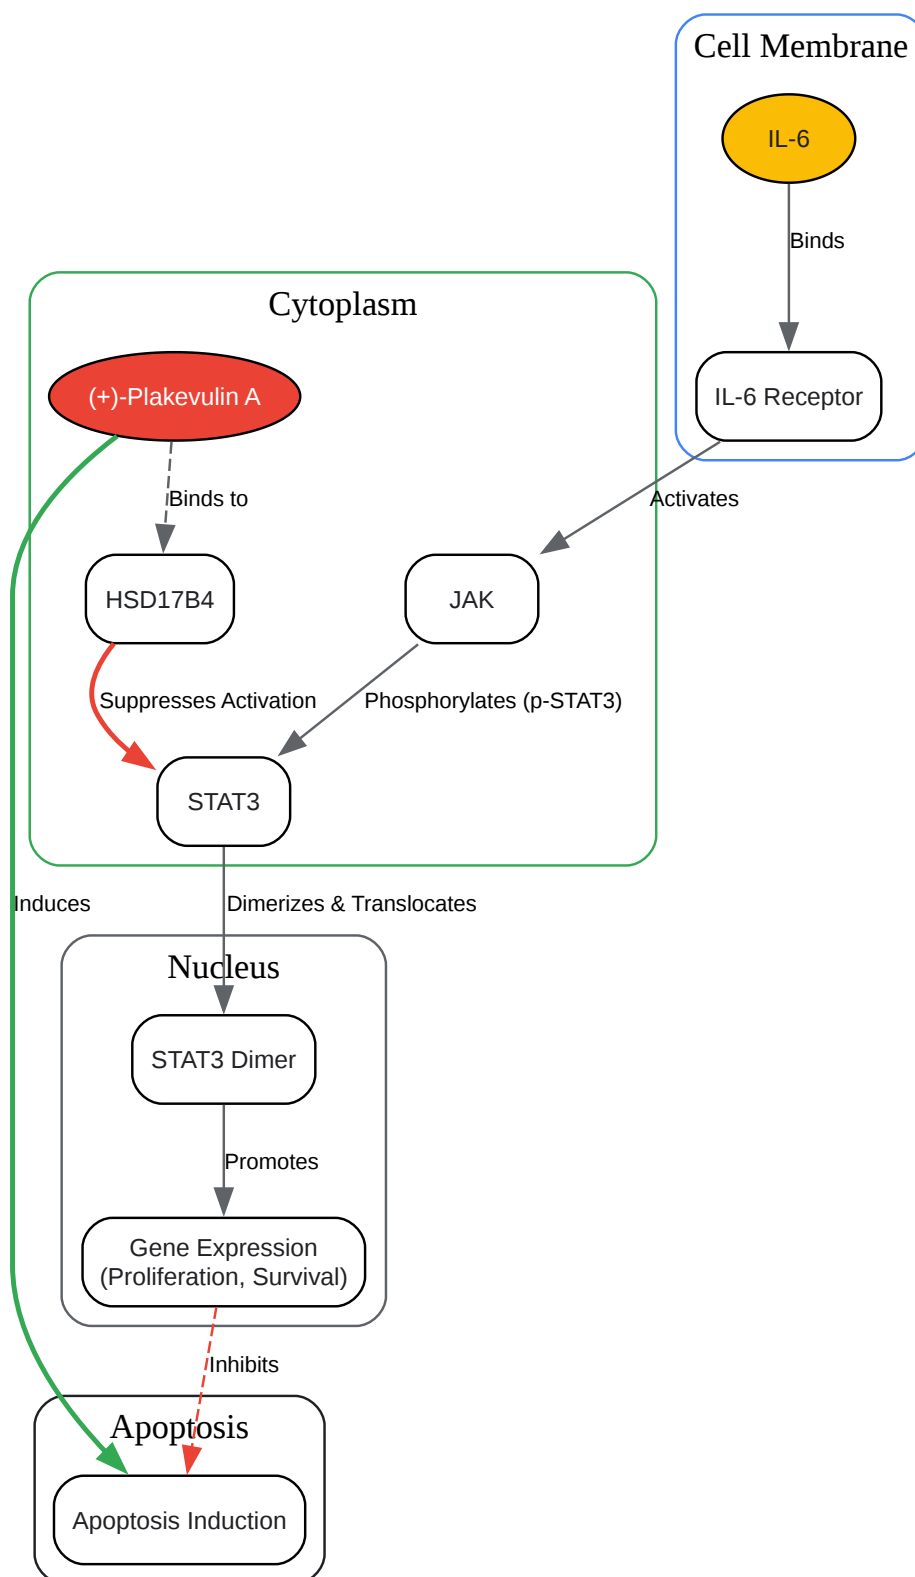 Cell Membrane
IL-6
Binds
Cytoplasm
(+)-Plakevulin A
IL-6 Receptor
Binds to
Activates
HSD17B4
JAK
Suppresses Activation
Phosphorylates (p-STAT3)
STAT3
Induces
Dimerizes & Translocates
Nucleus
STAT3 Dimer
Promotes
Gene Expression
(Proliferation, Survival)
Inhibits
Apoptosis
Apoptosis Induction